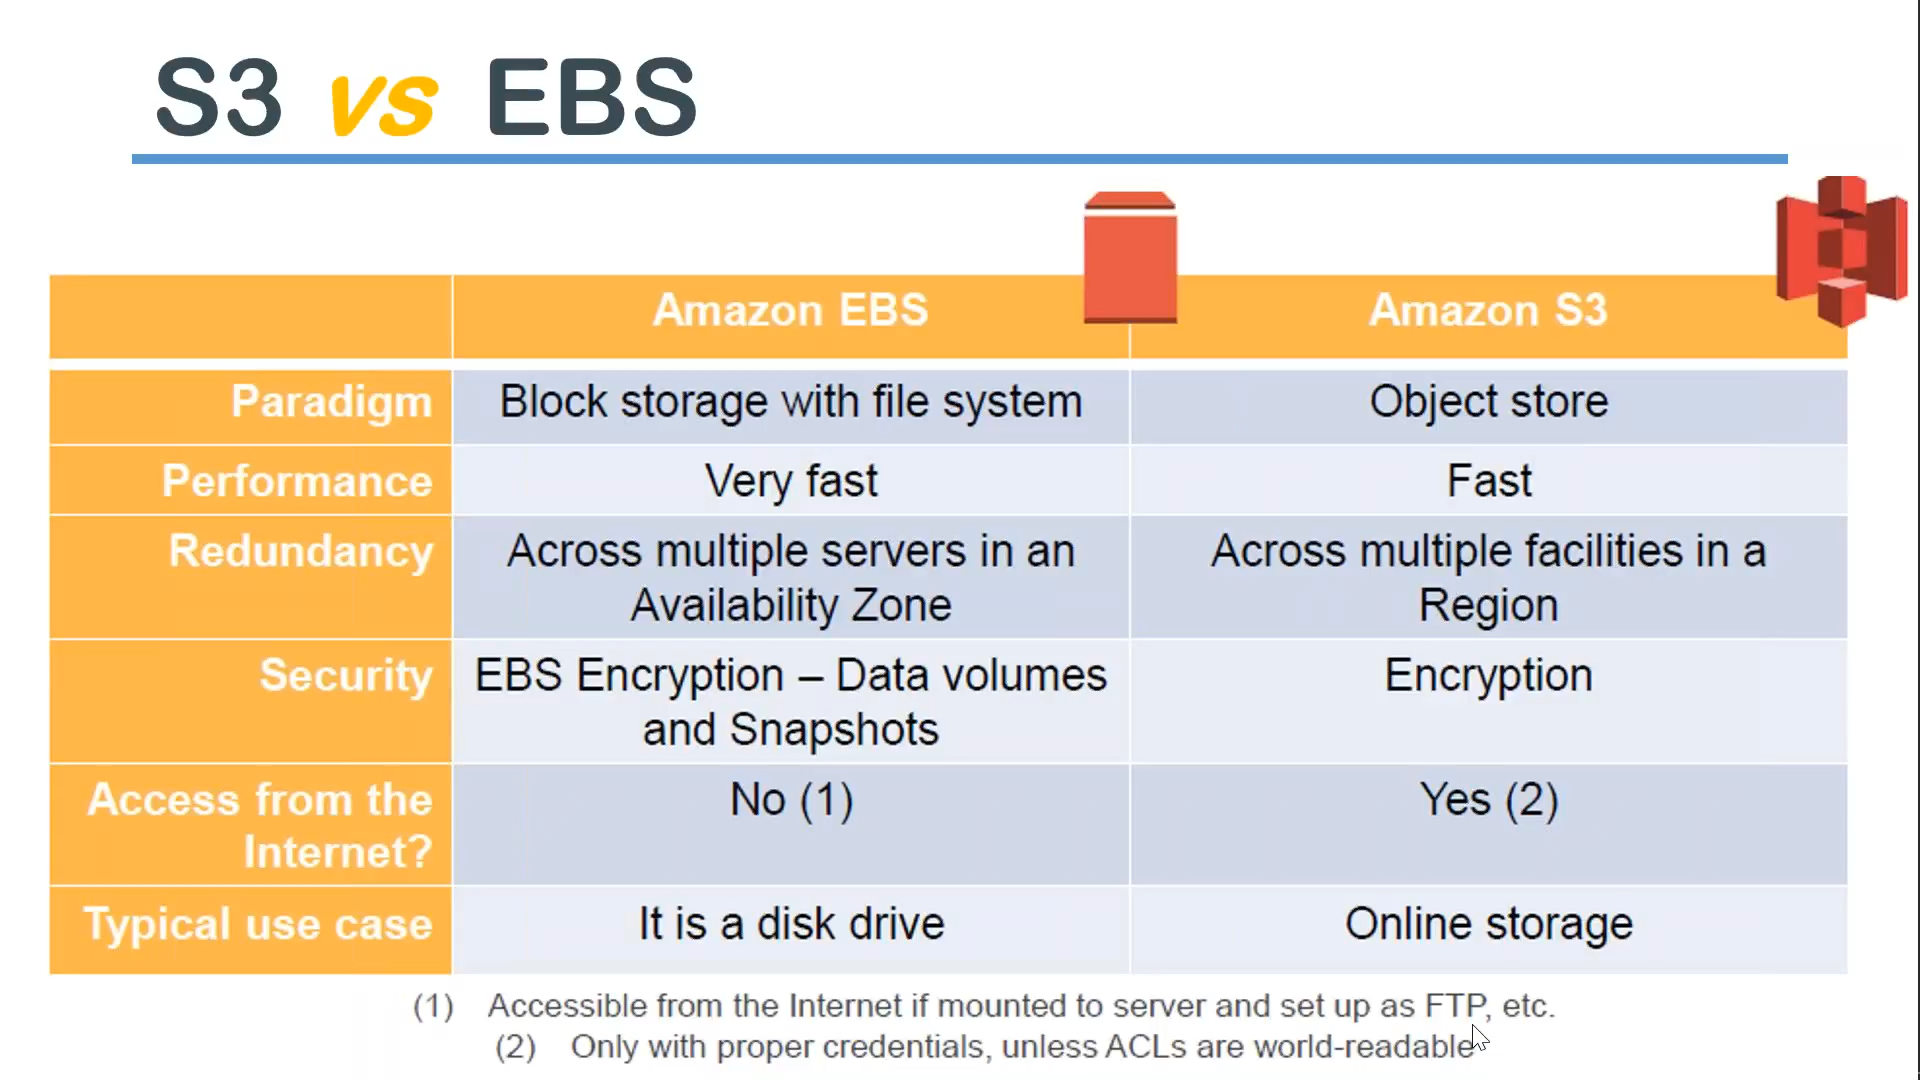 S3 vs EBS
Amazon EBS Amazon S3
Paradigm Block storage with file system Object store
Performance Very fast Fast
Redundancy Across multiple servers in an Across multiple facilities in a
Availability Zone Region
Security EBS Encryption – Data volumes Encryption
and Snapshots
Access from the No (1) Yes (2)
Internet?
Typical use case It is a disk drive Online storage
(1) Accessible from the Internet if mounted to server and set up as FTP, etc.
(2) Only with proper credentials, unless ACLs are world-readable